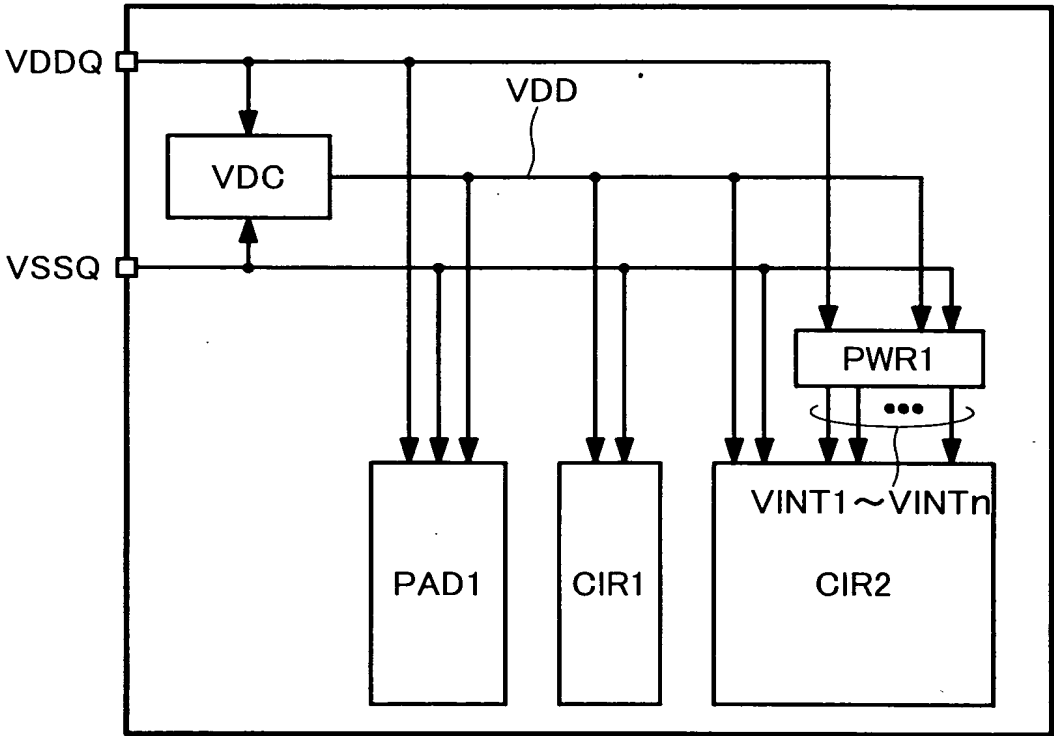 VDDQ
VDD
VDC
VSSQ
PWR1
VINT1～VINTn
PAD1
CIR1
CIR2